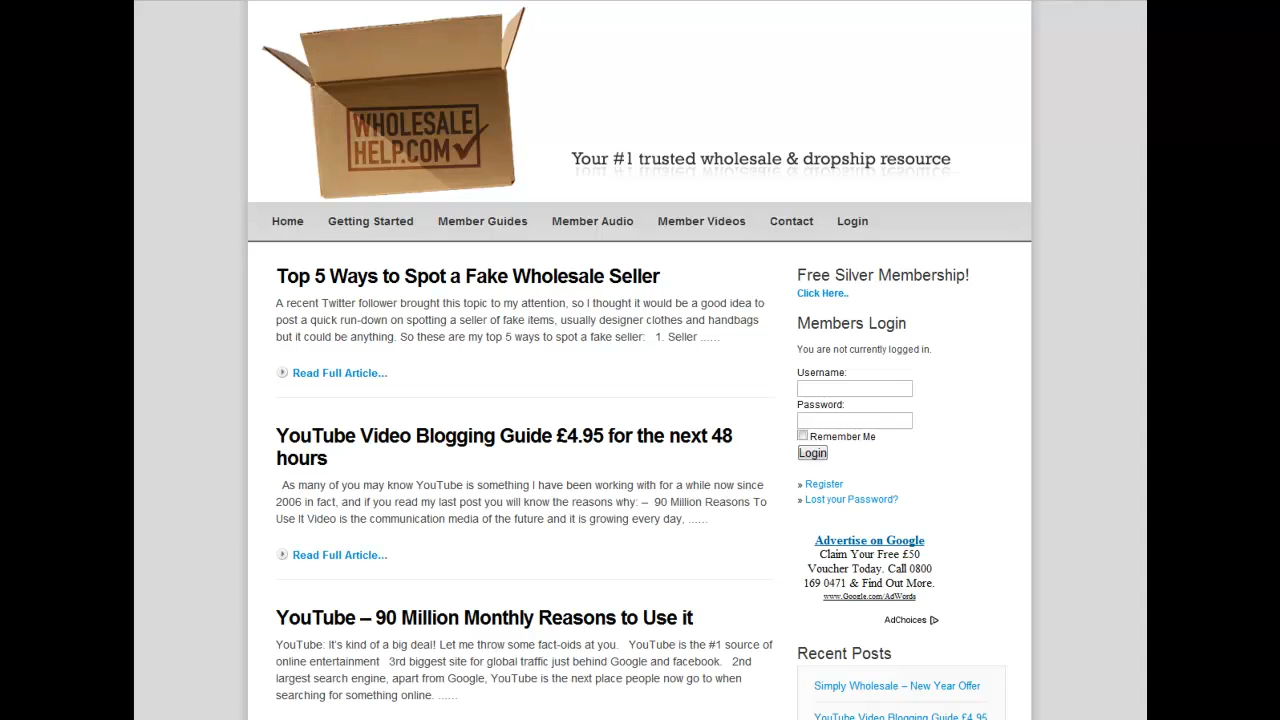 WHOLESALE
HELP.COM
Your #1 trusted wholesale & dropship resource
Home Getting Started Member Guides Member Audio Member Videos Contact Login
Top 5 Ways to Spot a Fake Wholesale Seller
A recent Twitter follower brought this topic to my attention, so I thought it would be a good idea to
post a quick run-down on spotting a seller of fake items, usually designer clothes and handbags
but it could be anything. So these are my top 5 ways to spot a fake seller: 1. Seller ......
Read Full Article...
YouTube Video Blogging Guide £4.95 for the next 48
hours
As many of you may know YouTube is something I have been working with for a while now since
2006 in fact, and if you read my last post you will know the reasons why: – 90 Million Reasons To
Use It Video is the communication media of the future and it is growing every day, ......
Read Full Article...
YouTube – 90 Million Monthly Reasons to Use it
YouTube: It's kind of a big deal! Let me throw some fact-oids at you. YouTube is the #1 source of
online entertainment 3rd biggest site for global traffic just behind Google and facebook. 2nd
largest search engine, apart from Google, YouTube is the next place people now go to when
searching for something online. ......
Free Silver Membership!
Click Here..
Members Login
You are not currently logged in.
Username:
Password:
Remember Me
Login
» Register
» Lost your Password?
Advertise on Google
Claim Your Free £50
Voucher Today. Call 0800
169 0471 & Find Out More.
www.Google.com/AdWords
AdChoices
Recent Posts
Simply Wholesale – New Year Offer
YouTube Video Blogging Guide £4.95